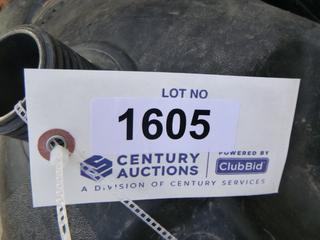 LOT NO
1605
CENTURY AUCTIONS
POWERED BY
ClubBid
A DIVISION OF CENTURY SERVICES